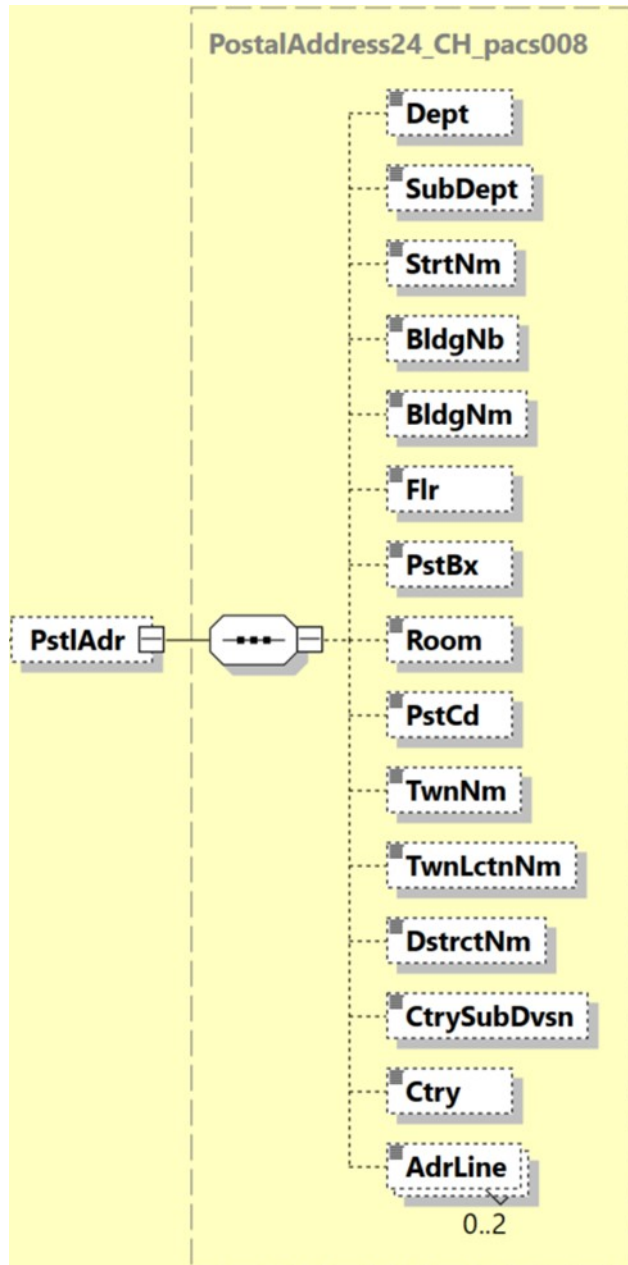 PostalAddress24_CH_pacs008
Dept
SubDept
StrtNm
BldgNb
BldgNm
Flr
PstBx
PstlAdr
Room
PstCd
TwnNm
TwnLctnNm
DstrctNm
CtrySubDvsn
Ctry
AdrLine
0..2